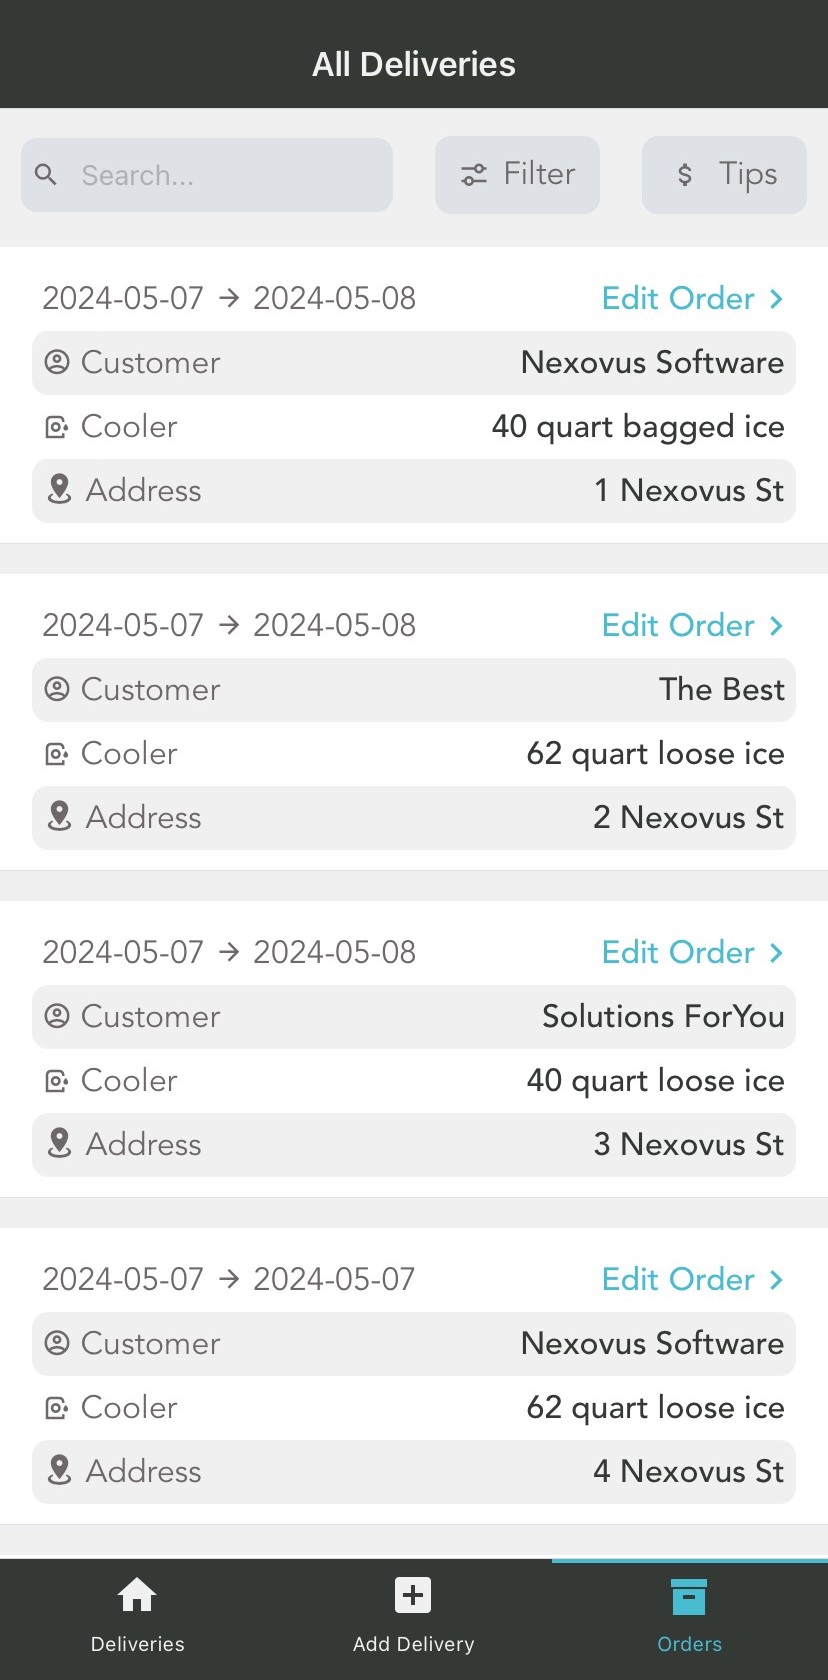 All Deliveries
Search...
Filter
$ Tips
2024-05-07 → 2024-05-08 Edit Order >
Customer Nexovus Software
Cooler 40 quart bagged ice
Address 1 Nexovus St
2024-05-07 → 2024-05-08 Edit Order >
Customer The Best
Cooler 62 quart loose ice
Address 2 Nexovus St
2024-05-07 → 2024-05-08 Edit Order >
Customer Solutions ForYou
Cooler 40 quart loose ice
Address 3 Nexovus St
2024-05-07 → 2024-05-07 Edit Order >
Customer Nexovus Software
Cooler 62 quart loose ice
Address 4 Nexovus St
Deliveries Add Delivery Orders